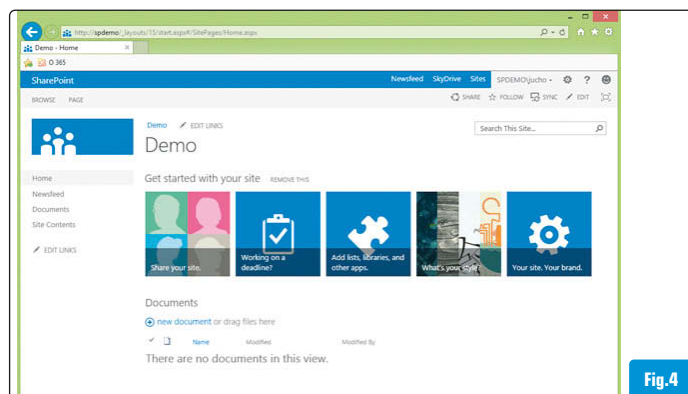 http://spdemo/_layouts/15/start.aspx#/SitePages/Home.aspx
Demo - Home
O 365
SharePoint
Newsfeed SkyDrive Sites SPDEMO\jucho
BROWSE PAGE
SHARE FOLLOW SYNC EDIT
Demo EDIT LINKS
Search This Site...
Demo
Home
Newsfeed
Documents
Site Contents
EDIT LINKS
Get started with your site REMOVE THIS
Share your site.
Working on a
deadline?
Add lists, libraries, and
other apps.
What's your style?
Your site. Your brand.
Documents
new document or drag files here
Name Modified Modified By
There are no documents in this view.
Fig.4